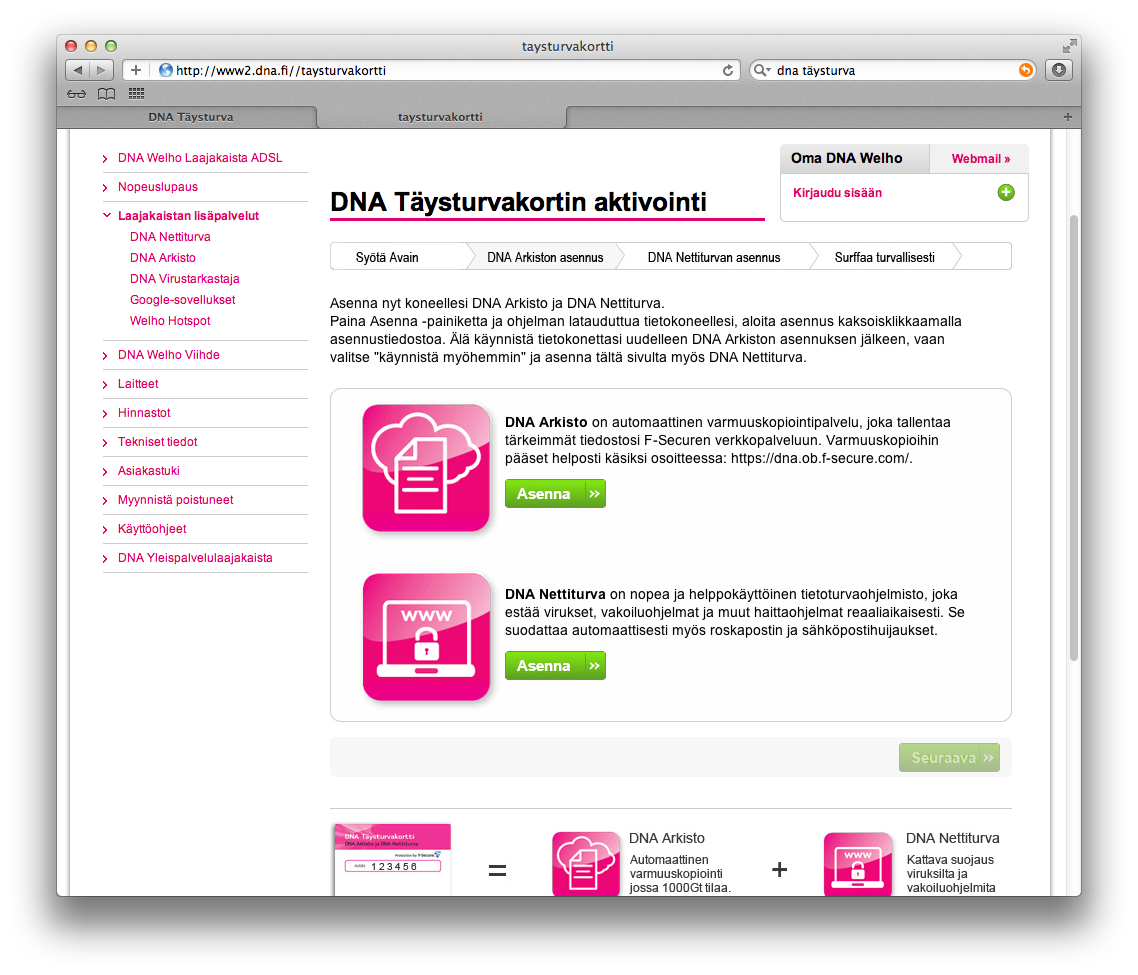 taysturvakortti
http://www2.dna.fi//taysturvakortti
dna täysturva
DNA Täysturva
taysturvakortti
DNA Welho Laajakaista ADSL
Nopeuslupaus
Laajakaistan lisäpalvelut
DNA Nettiturva
DNA Arkisto
DNA Virustarkastaja
Google-sovellukset
Welho Hotspot
DNA Welho Viihde
Laitteet
Hinnastot
Tekniset tiedot
Asiakastuki
Myynnistä poistuneet
Käyttöohjeet
DNA Yleispalvelulaajakaista
Oma DNA Welho
Webmail »
Kirjaudu sisään
DNA Täysturvakortin aktivointi
Syötä Avain
DNA Arkiston asennus
DNA Nettiturvan asennus
Surffaa turvallisesti
Asenna nyt koneellesi DNA Arkisto ja DNA Nettiturva.
Paina Asenna -painiketta ja ohjelman latauduttua tietokoneellesi, aloita asennus kaksoisklikkaamalla
asennustiedostoa. Älä käynnistä tietokonettasi uudelleen DNA Arkiston asennuksen jälkeen, vaan
valitse "käynnistä myöhemmin" ja asenna tältä sivulta myös DNA Nettiturva.
DNA Arkisto on automaattinen varmuuskopiointipalvelu, joka tallentaa
tärkeimmät tiedostosi F-Securen verkkopalveluun. Varmuuskopioihin
pääset helposti käsiksi osoitteessa: https://dna.ob.f-secure.com/.
Asenna »
www
DNA Nettiturva on nopea ja helppokäyttöinen tietoturvaohjelmisto, joka
estää virukset, vakoiluohjelmat ja muut haittaohjelmat reaaliaikaisesti. Se
suodattaa automaattisesti myös roskapostin ja sähköpostihuijaukset.
Asenna »
Seuraava »
DNA Täysturvakortti
DNA Arkisto ja DNA Nettiturva
Protection by F-Secure
123456
=
DNA Arkisto
Automaattinen
varmuuskopiointi
jossa 1000Gt tilaa.
+
www
DNA Nettiturva
Kattava suojaus
viruksilta ja
vakoiluohjelmita